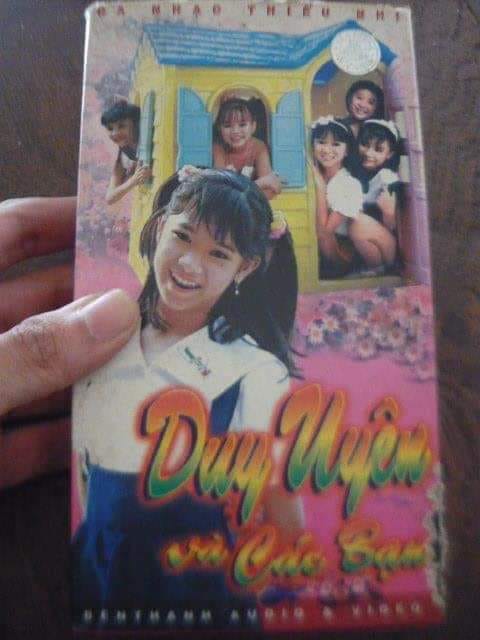 CA NHẠC THIẾU NHI
Duy Uyên
và Các Bạn
BENTHANH AUDIO & VIDEO